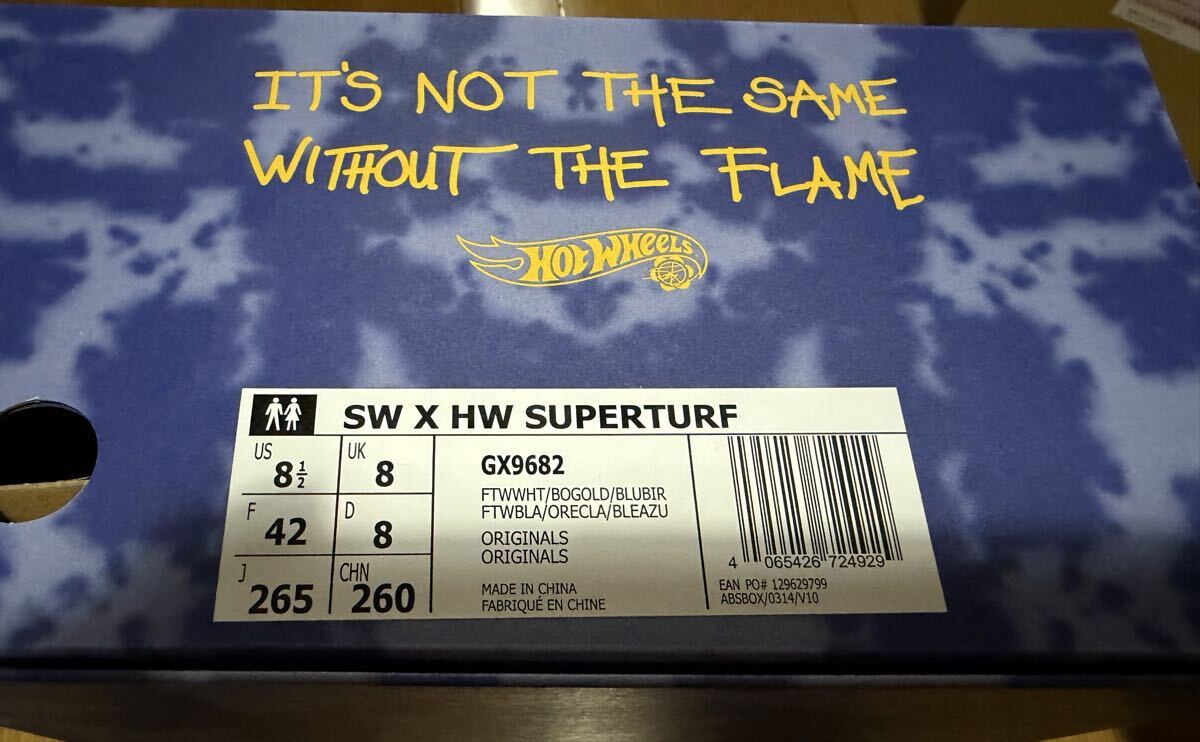 IT'S NOT THE SAME
WITHOUT THE FLAME
HOT WHEELS
SW X HW SUPERTURF
US 8½ UK 8
F 42 D 8
J 265 CHN 260
GX9682
FTWWHT/BOGOLD/BLUBIR
FTWBLA/ORECLA/BLEAZU
ORIGINALS
ORIGINALS
MADE IN CHINA
FABRIQUÉ EN CHINE
4 065426 724929
EAN PO# 129629799
ABSBOX/0314/V10